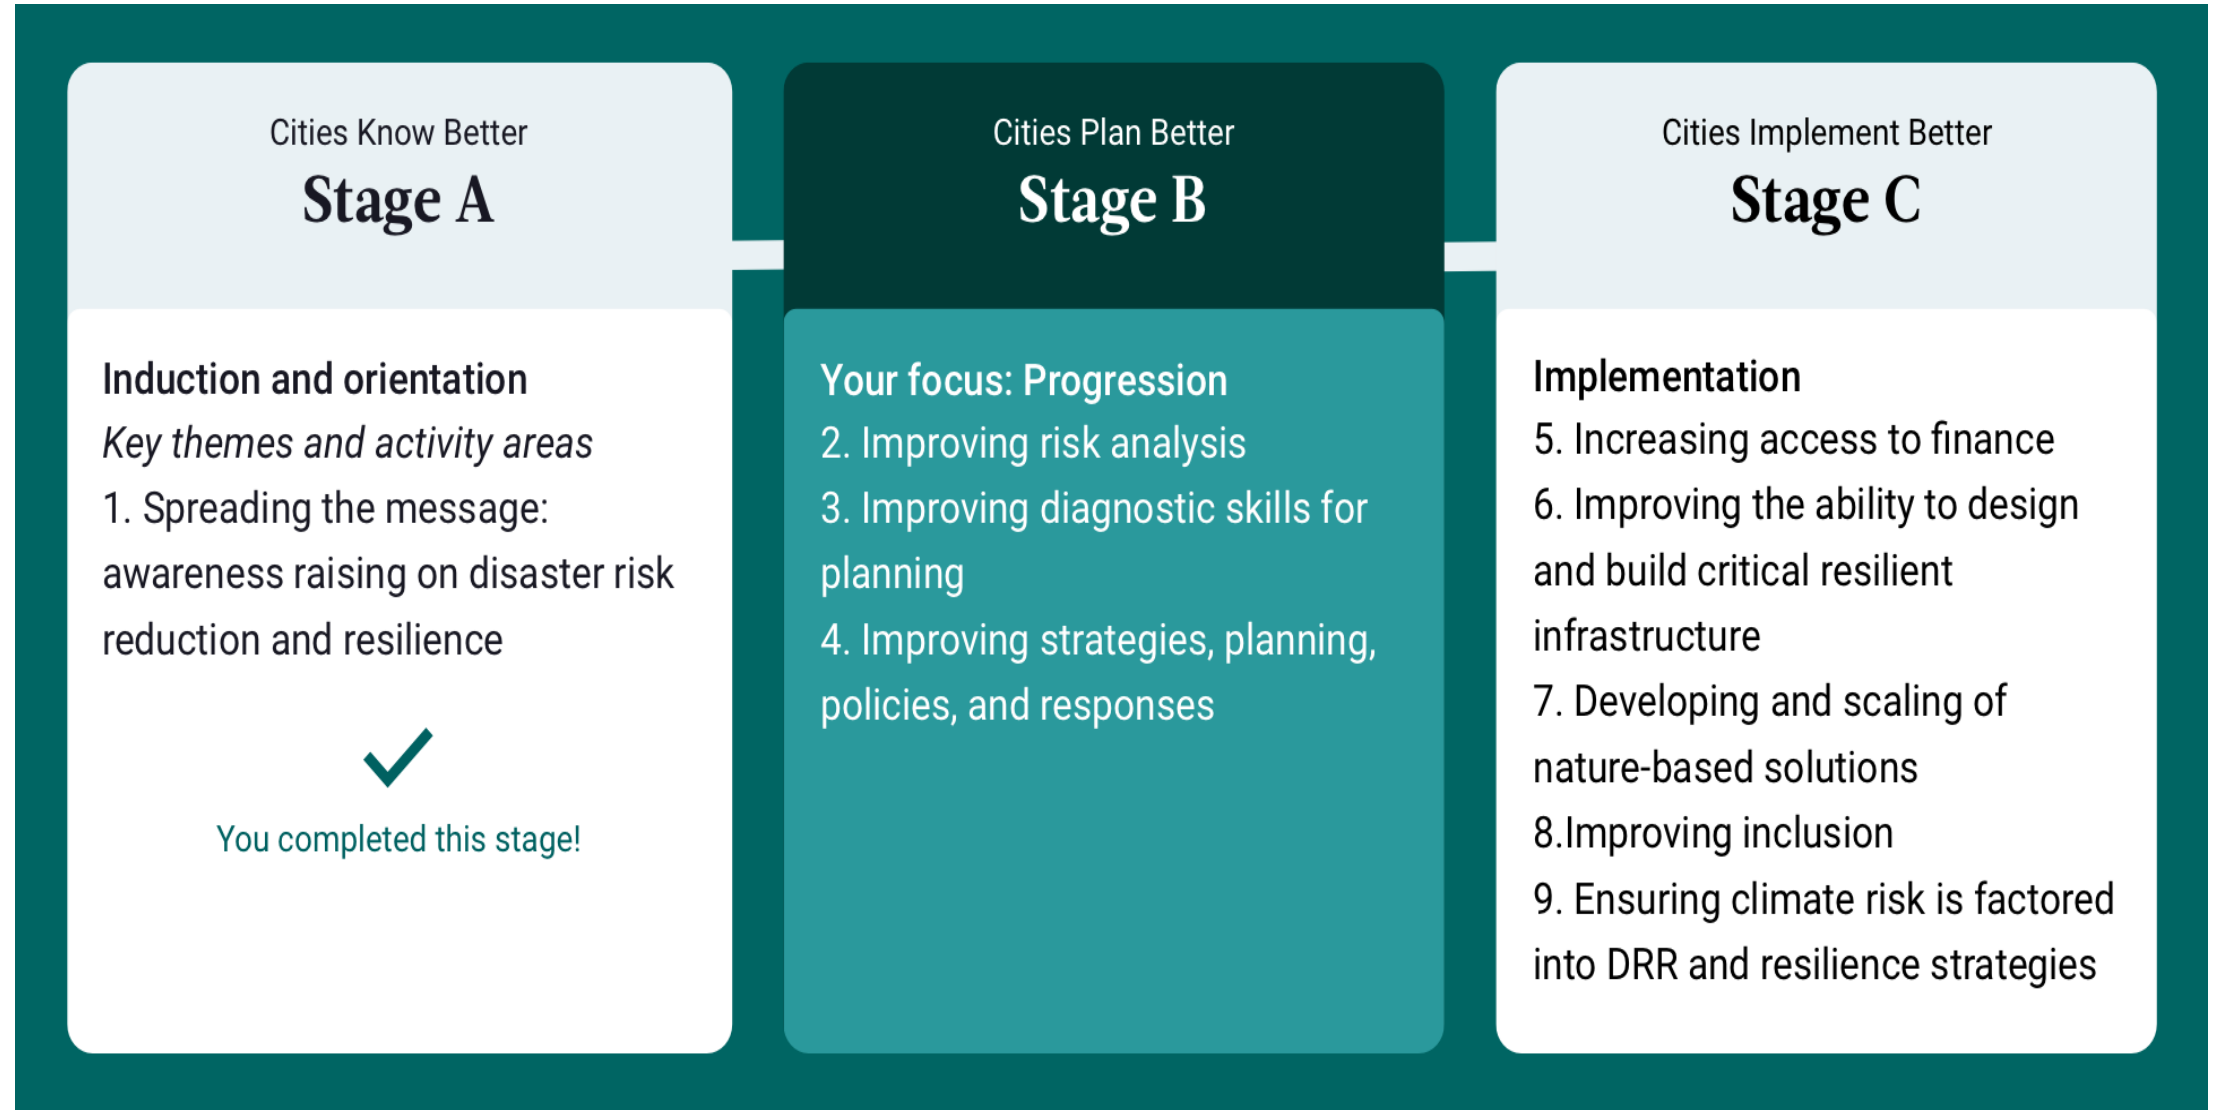 Cities Know Better
Stage A
Induction and orientation
Key themes and activity areas
1. Spreading the message:
awareness raising on disaster risk
reduction and resilience
You completed this stage!
Cities Plan Better
Stage B
Your focus: Progression
2. Improving risk analysis
3. Improving diagnostic skills for
planning
4. Improving strategies, planning,
policies, and responses
Cities Implement Better
Stage C
Implementation
5. Increasing access to finance
6. Improving the ability to design
and build critical resilient
infrastructure
7. Developing and scaling of
nature-based solutions
8.Improving inclusion
9. Ensuring climate risk is factored
into DRR and resilience strategies